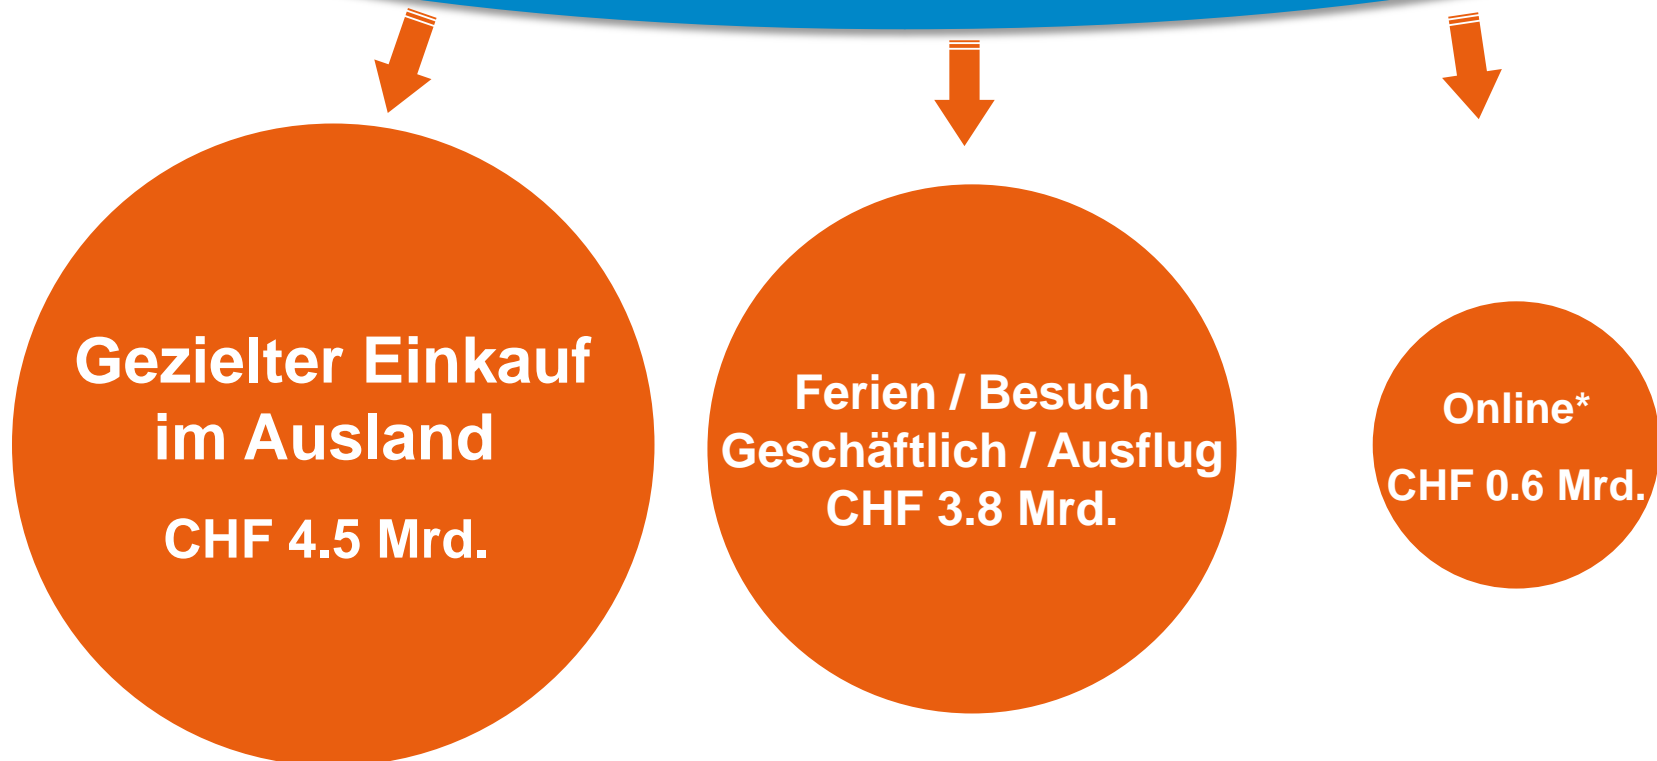 Gezielter Einkauf
im Ausland
CHF 4.5 Mrd.
Ferien / Besuch
Geschäftlich / Ausflug
CHF 3.8 Mrd.
Online*
CHF 0.6 Mrd.